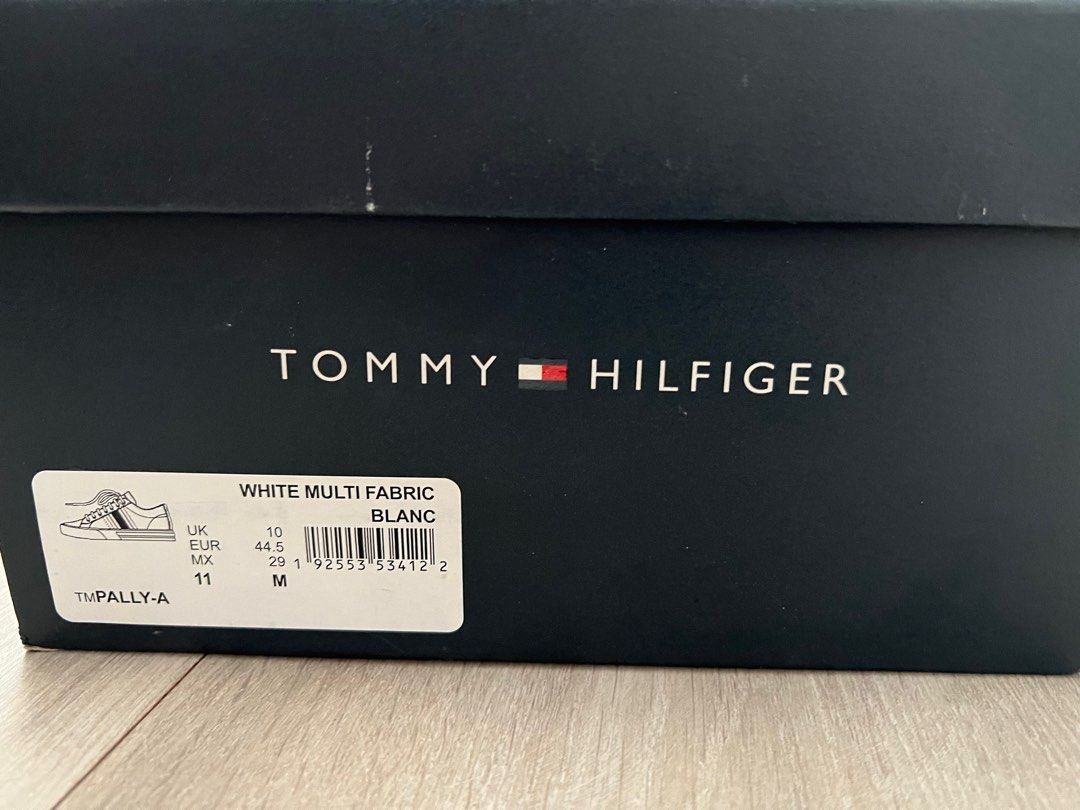 TOMMY HILFIGER
WHITE MULTI FABRIC
BLANC
UK 10
EUR 44.5
MX 29
11 M
1 92553 53412 2
TMPALLY-A